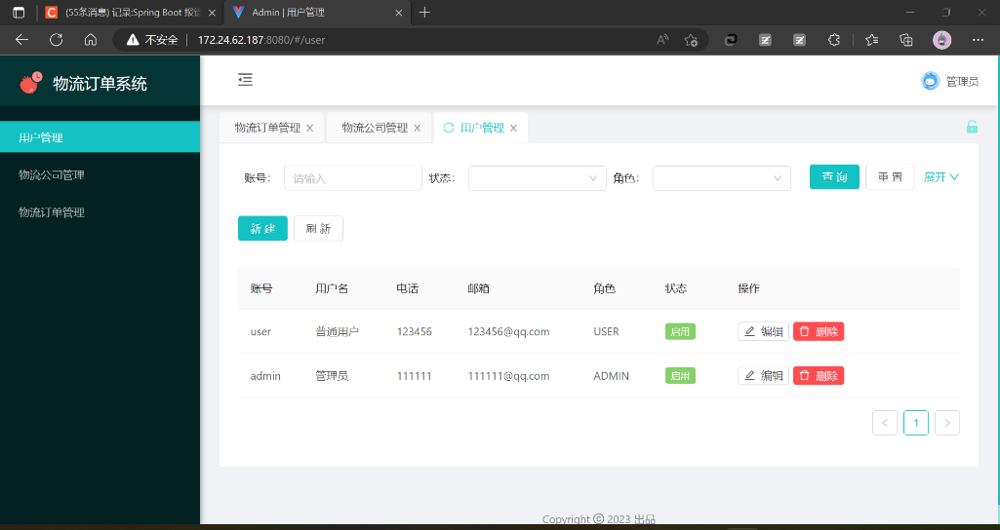 (55条消息) 记录:Spring Boot 报错
Admin | 用户管理
不安全 172.24.62.187:8080/#/user
物流订单系统
管理员
用户管理
物流公司管理
物流订单管理
物流订单管理 物流公司管理 用户管理
账号: 请输入 状态: 角色: 查 询 重 置 展开
新 建 刷 新
账号 用户名 电话 邮箱 角色 状态 操作
user 普通用户 123456 123456@qq.com USER 启用 编辑 删除
admin 管理员 111111 111111@qq.com ADMIN 启用 编辑 删除
1
Copyright © 2023 出品